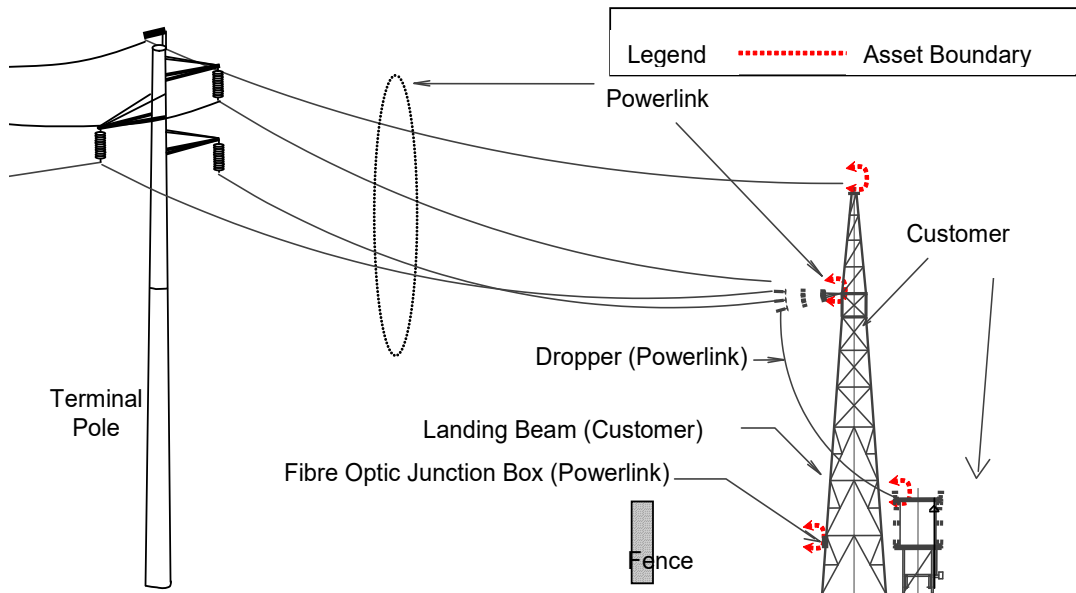 Legend
Asset Boundary
Powerlink
Customer
Dropper (Powerlink)
Terminal
Pole
Landing Beam (Customer)
Fibre Optic Junction Box (Powerlink)
Fence